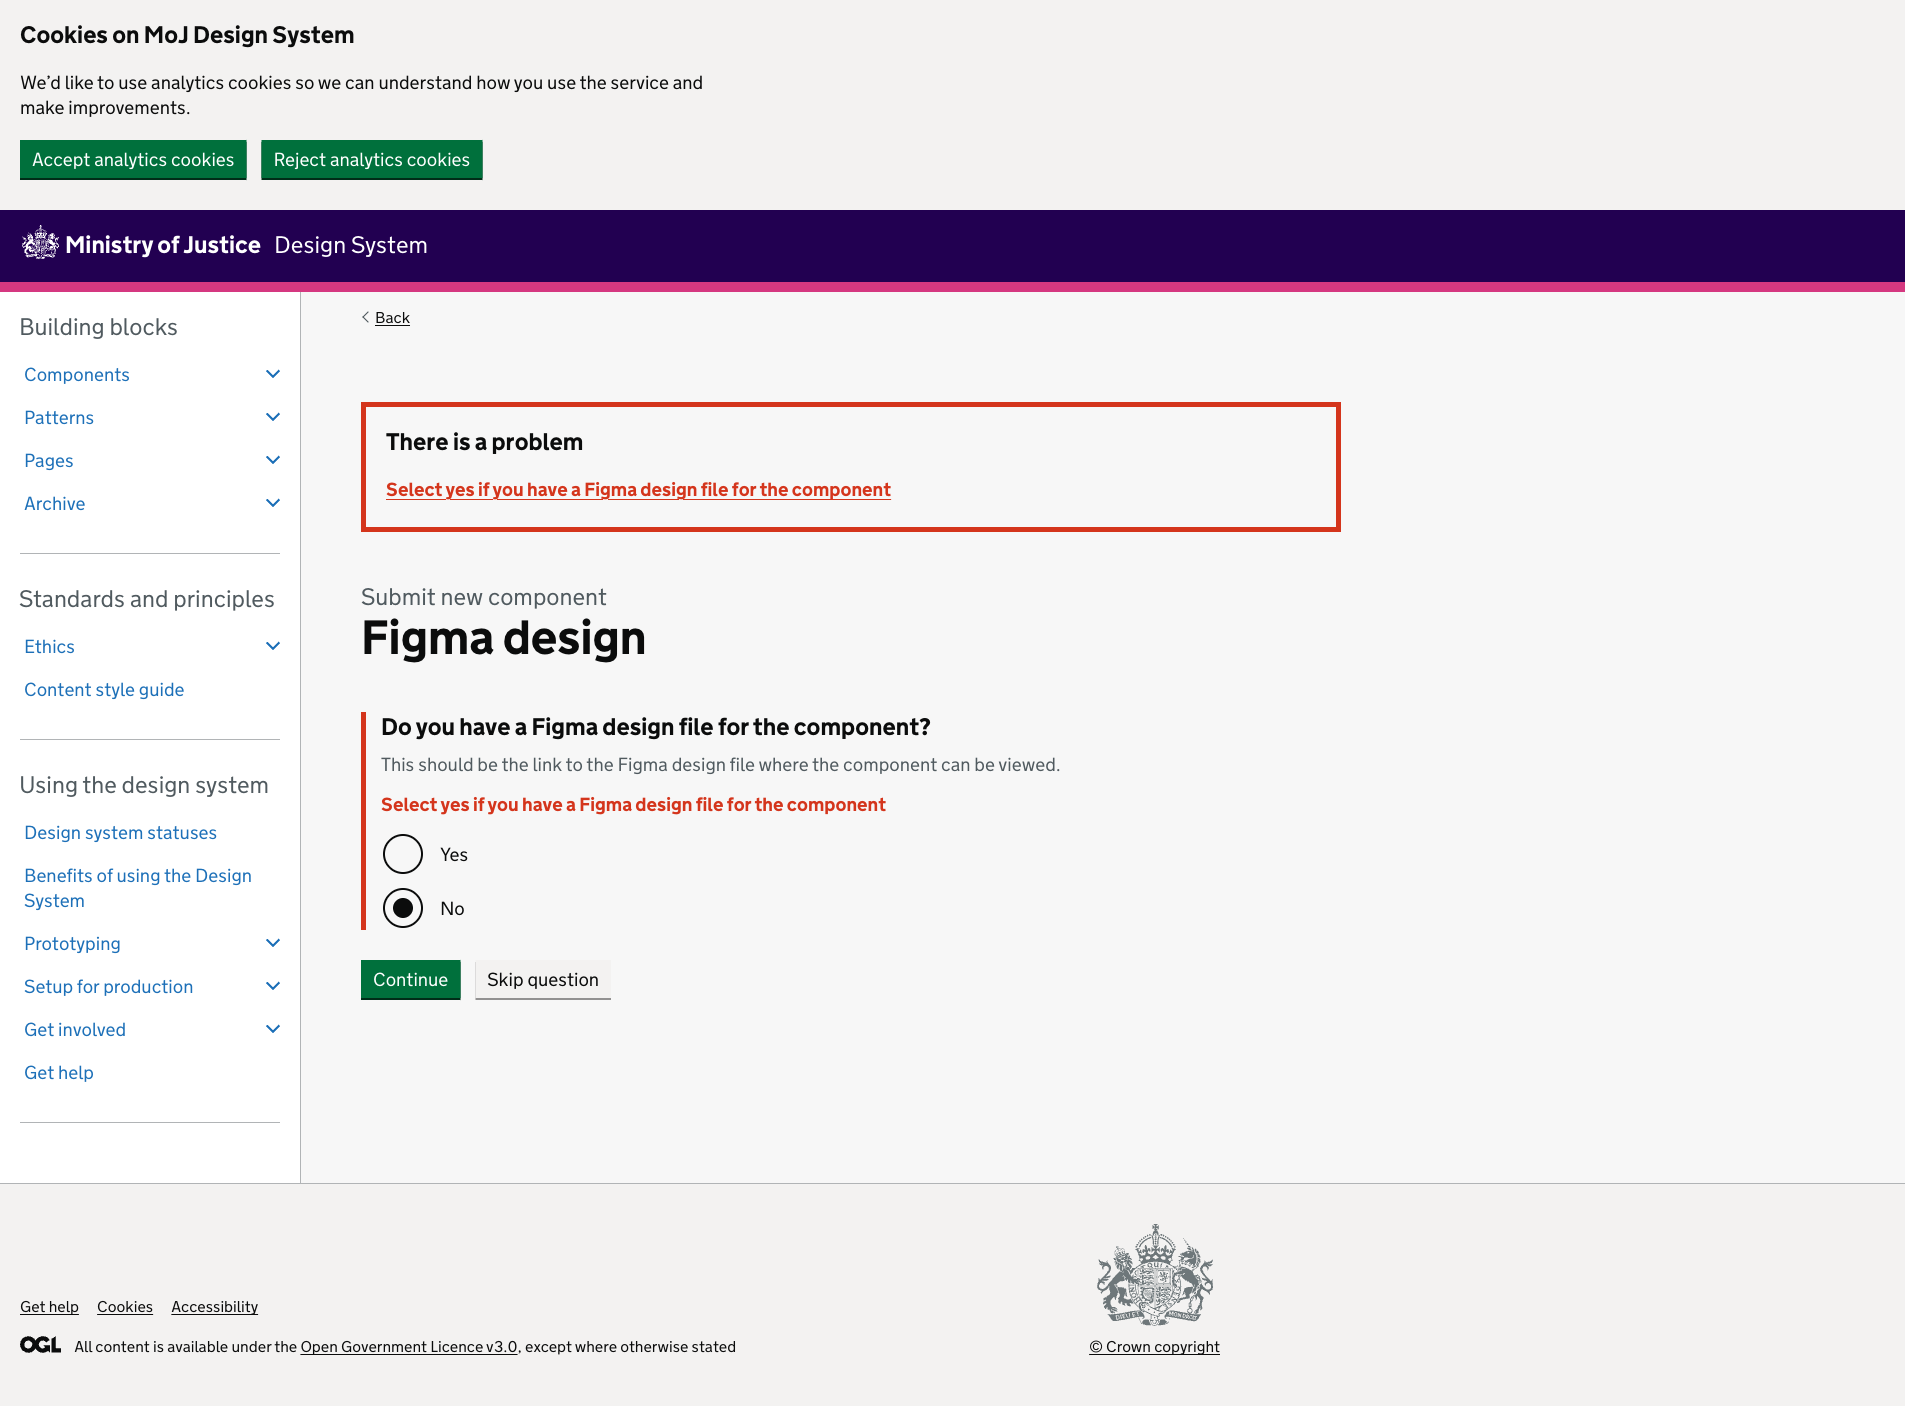 Cookies on MoJ Design System
We’d like to use analytics cookies so we can understand how you use the service and
make improvements.
Accept analytics cookies
Reject analytics cookies
Ministry of Justice Design System
Building blocks
Components
Patterns
Pages
Archive
Standards and principles
Ethics
Content style guide
Using the design system
Design system statuses
Benefits of using the Design
System
Prototyping
Setup for production
Get involved
Get help
Back
There is a problem
Select yes if you have a Figma design file for the component
Submit new component
Figma design
Do you have a Figma design file for the component?
This should be the link to the Figma design file where the component can be viewed.
Select yes if you have a Figma design file for the component
Yes
No
Continue
Skip question
Get help
Cookies
Accessibility
OGL
All content is available under the Open Government Licence v3.0, except where otherwise stated
© Crown copyright